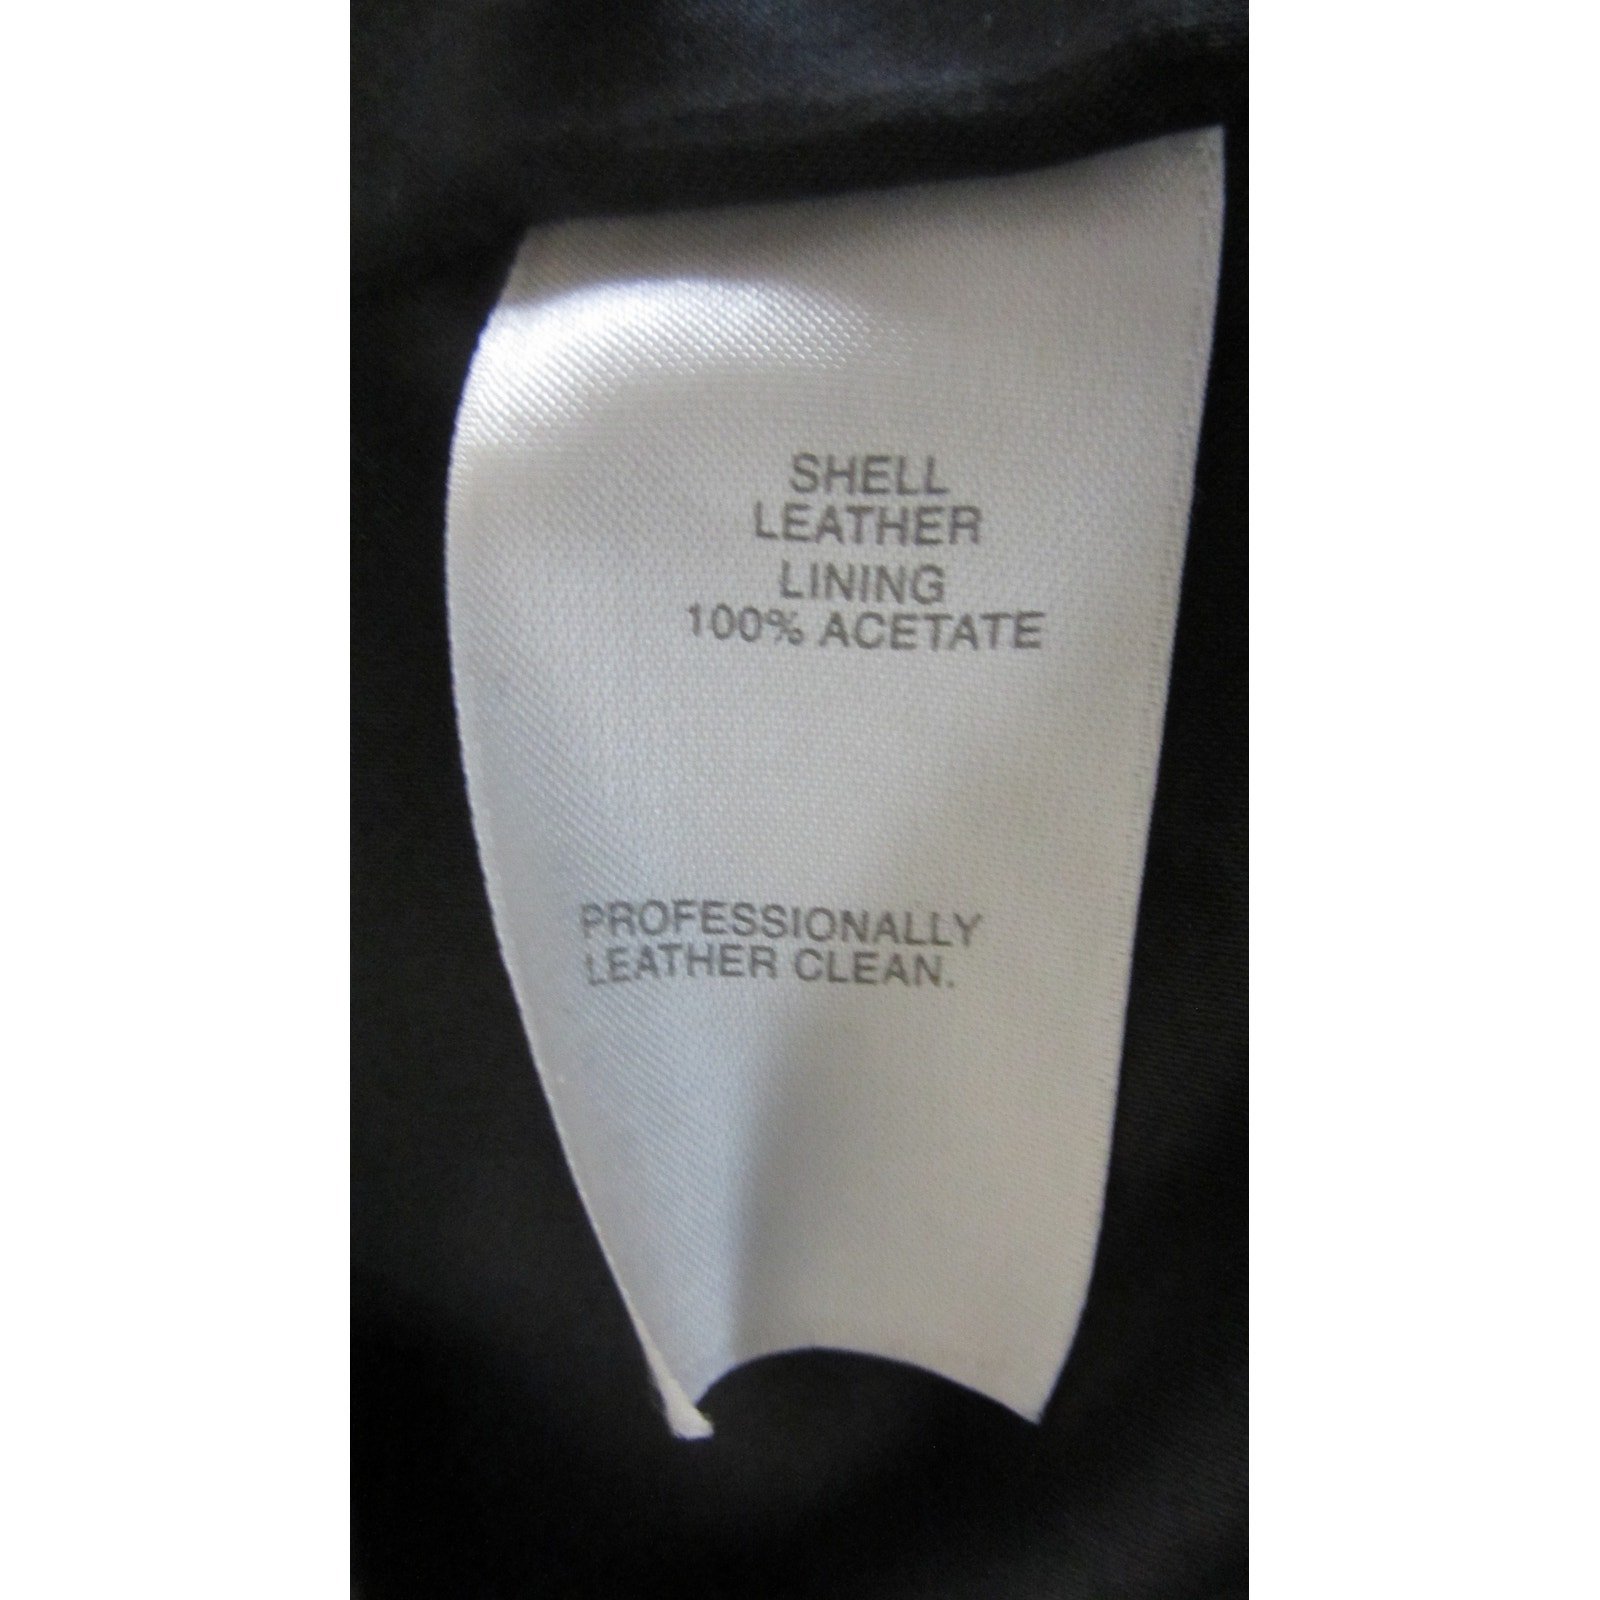 SHELL
LEATHER
LINING
100% ACETATE
PROFESSIONALLY
LEATHER CLEAN.